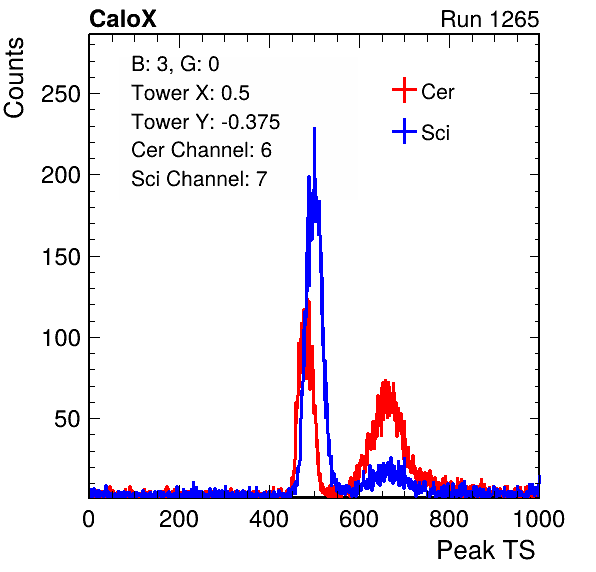 CaloX Run 1265
Counts
B: 3, G: 0
Tower X: 0.5
Tower Y: -0.375
Cer Channel: 6
Sci Channel: 7
Cer
Sci
250
200
150
100
50
0 200 400 600 800 1000
Peak TS